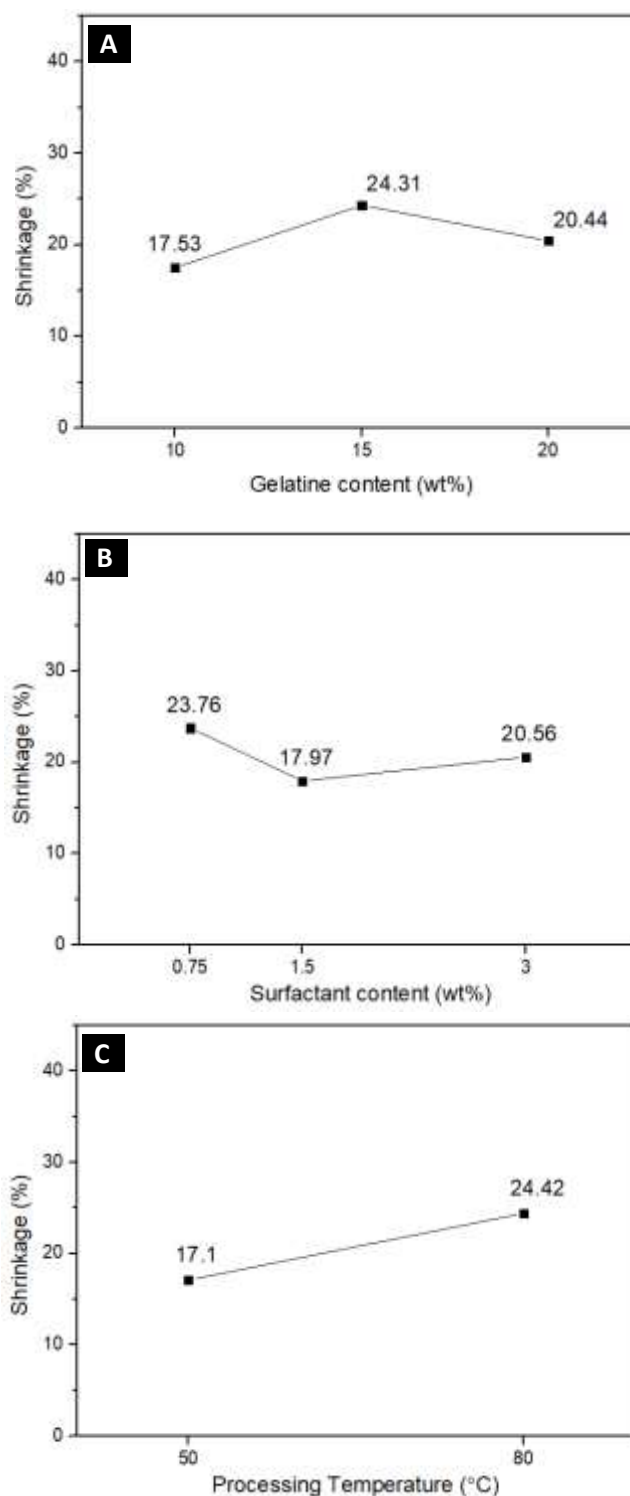 A
40
30
20
10
0
Shrinkage (%)
17.53
24.31
20.44
10 15 20
Gelatine content (wt%)
B
40
30
20
10
0
Shrinkage (%)
23.76
17.97
20.56
0.75 1.5 3
Surfactant content (wt%)
C
40
30
20
10
0
Shrinkage (%)
17.1
24.42
50 80
Processing Temperature (°C)